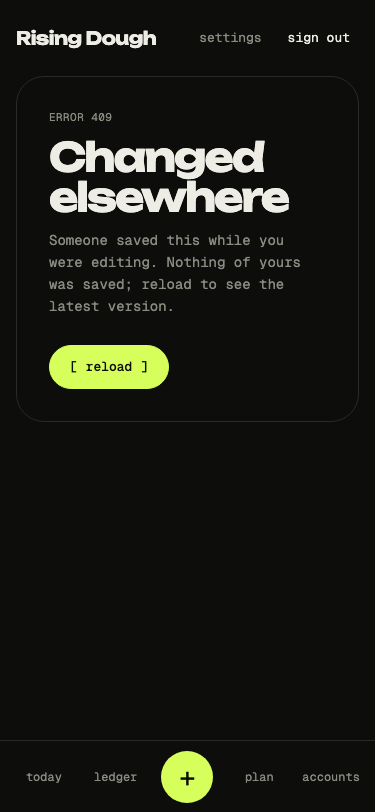 Rising Dough
settings
sign out
ERROR 409
Changed
elsewhere
Someone saved this while you
were editing. Nothing of yours
was saved; reload to see the
latest version.
[ reload ]
today
ledger
+
plan
accounts